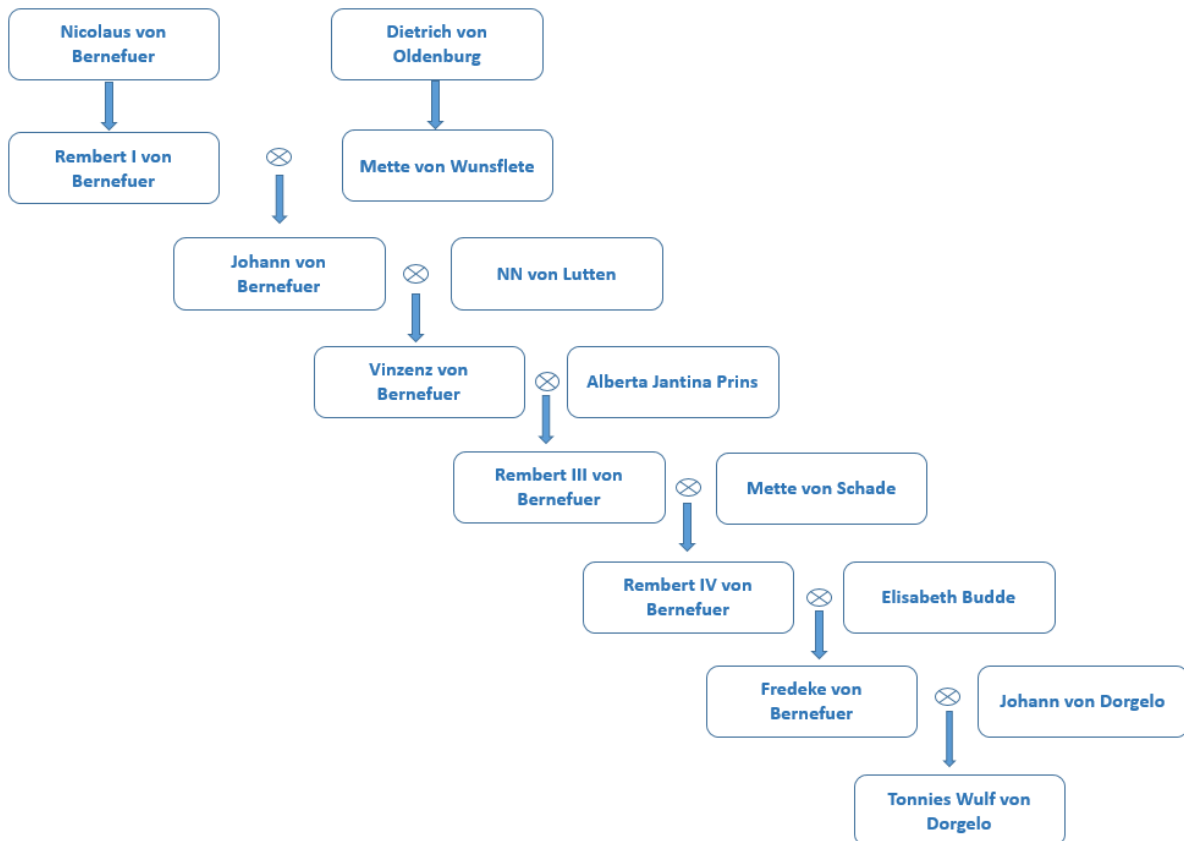 Nicolaus von
Bernefuer
Dietrich von
Oldenburg
Rembert I von
Bernefuer
Mette von Wunsflete
Johann von
Bernefuer
NN von Lutten
Vinzenz von
Bernefuer
Alberta Jantina Prins
Rembert III von
Bernefuer
Mette von Schade
Rembert IV von
Bernefuer
Elisabeth Budde
Fredeke von
Bernefuer
Johann von Dorgelo
Tonnies Wulf von
Dorgelo